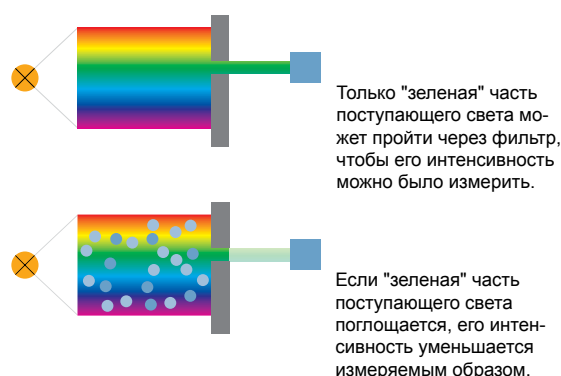 Только "зеленая" часть
поступающего света мо-
жет пройти через фильтр,
чтобы его интенсивность
можно было измерить.
Если "зеленая" часть
поступающего света
поглощается, его интен-
сивность уменьшается
измеряемым образом.